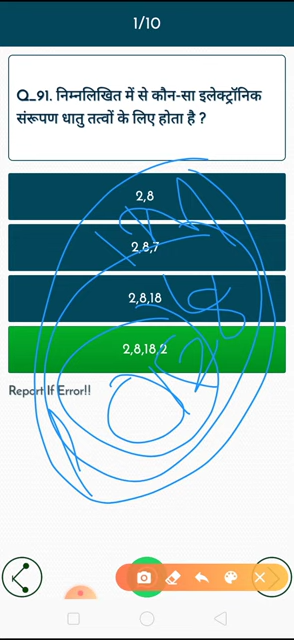 1/10
Q_91. निम्नलिखित में से कौन-सा इलेक्ट्रॉनिक
संरूपण धातु तत्वों के लिए होता है ?
2,8
2,8,7
2,8,18
2,8,18,2
Report If Error!!